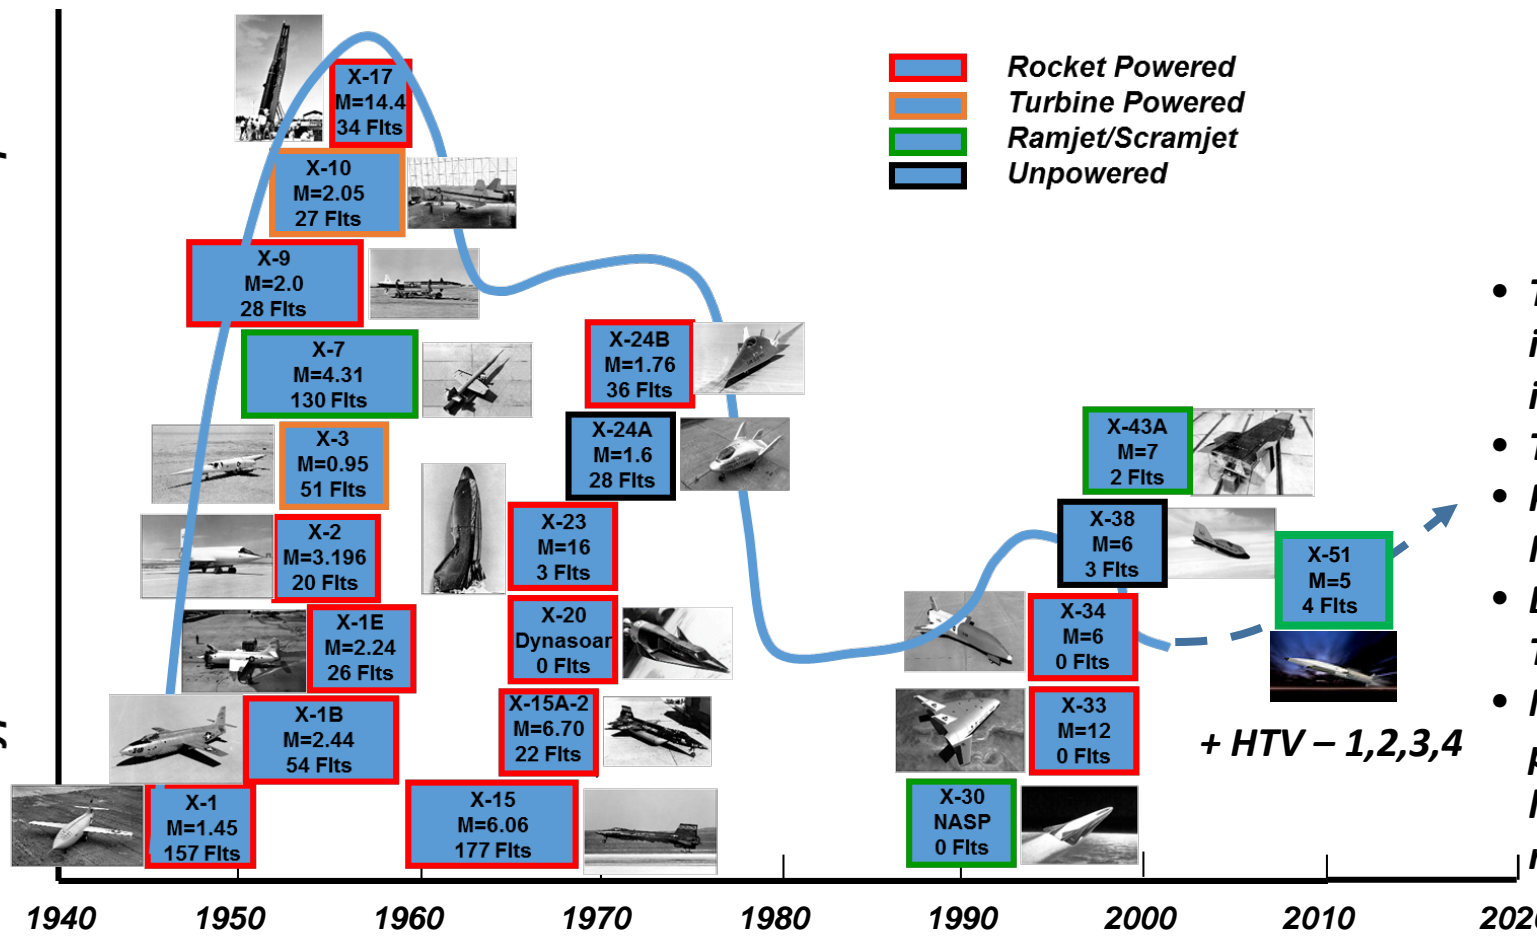 X-17
M=14.4
34 Flts
X-10
M=2.05
27 Flts
X-9
M=2.0
28 Flts
X-7
M=4.31
130 Flts
X-3
M=0.95
51 Flts
X-2
M=3.196
20 Flts
X-1E
M=2.24
26 Flts
X-1B
M=2.44
54 Flts
X-1
M=1.45
157 Flts
X-24B
M=1.76
36 Flts
X-24A
M=1.6
28 Flts
X-23
M=16
3 Flts
X-20
Dynasoar
0 Flts
X-15A-2
M=6.70
22 Flts
X-15
M=6.06
177 Flts
Rocket Powered
Turbine Powered
Ramjet/Scramjet
Unpowered
X-43A
M=7
2 Flts
X-38
M=6
3 Flts
X-51
M=5
4 Flts
X-34
M=6
0 Flts
X-33
M=12
0 Flts
X-30
NASP
0 Flts
+ HTV – 1,2,3,4
1940 1950 1960 1970 1980 1990 2000 2010